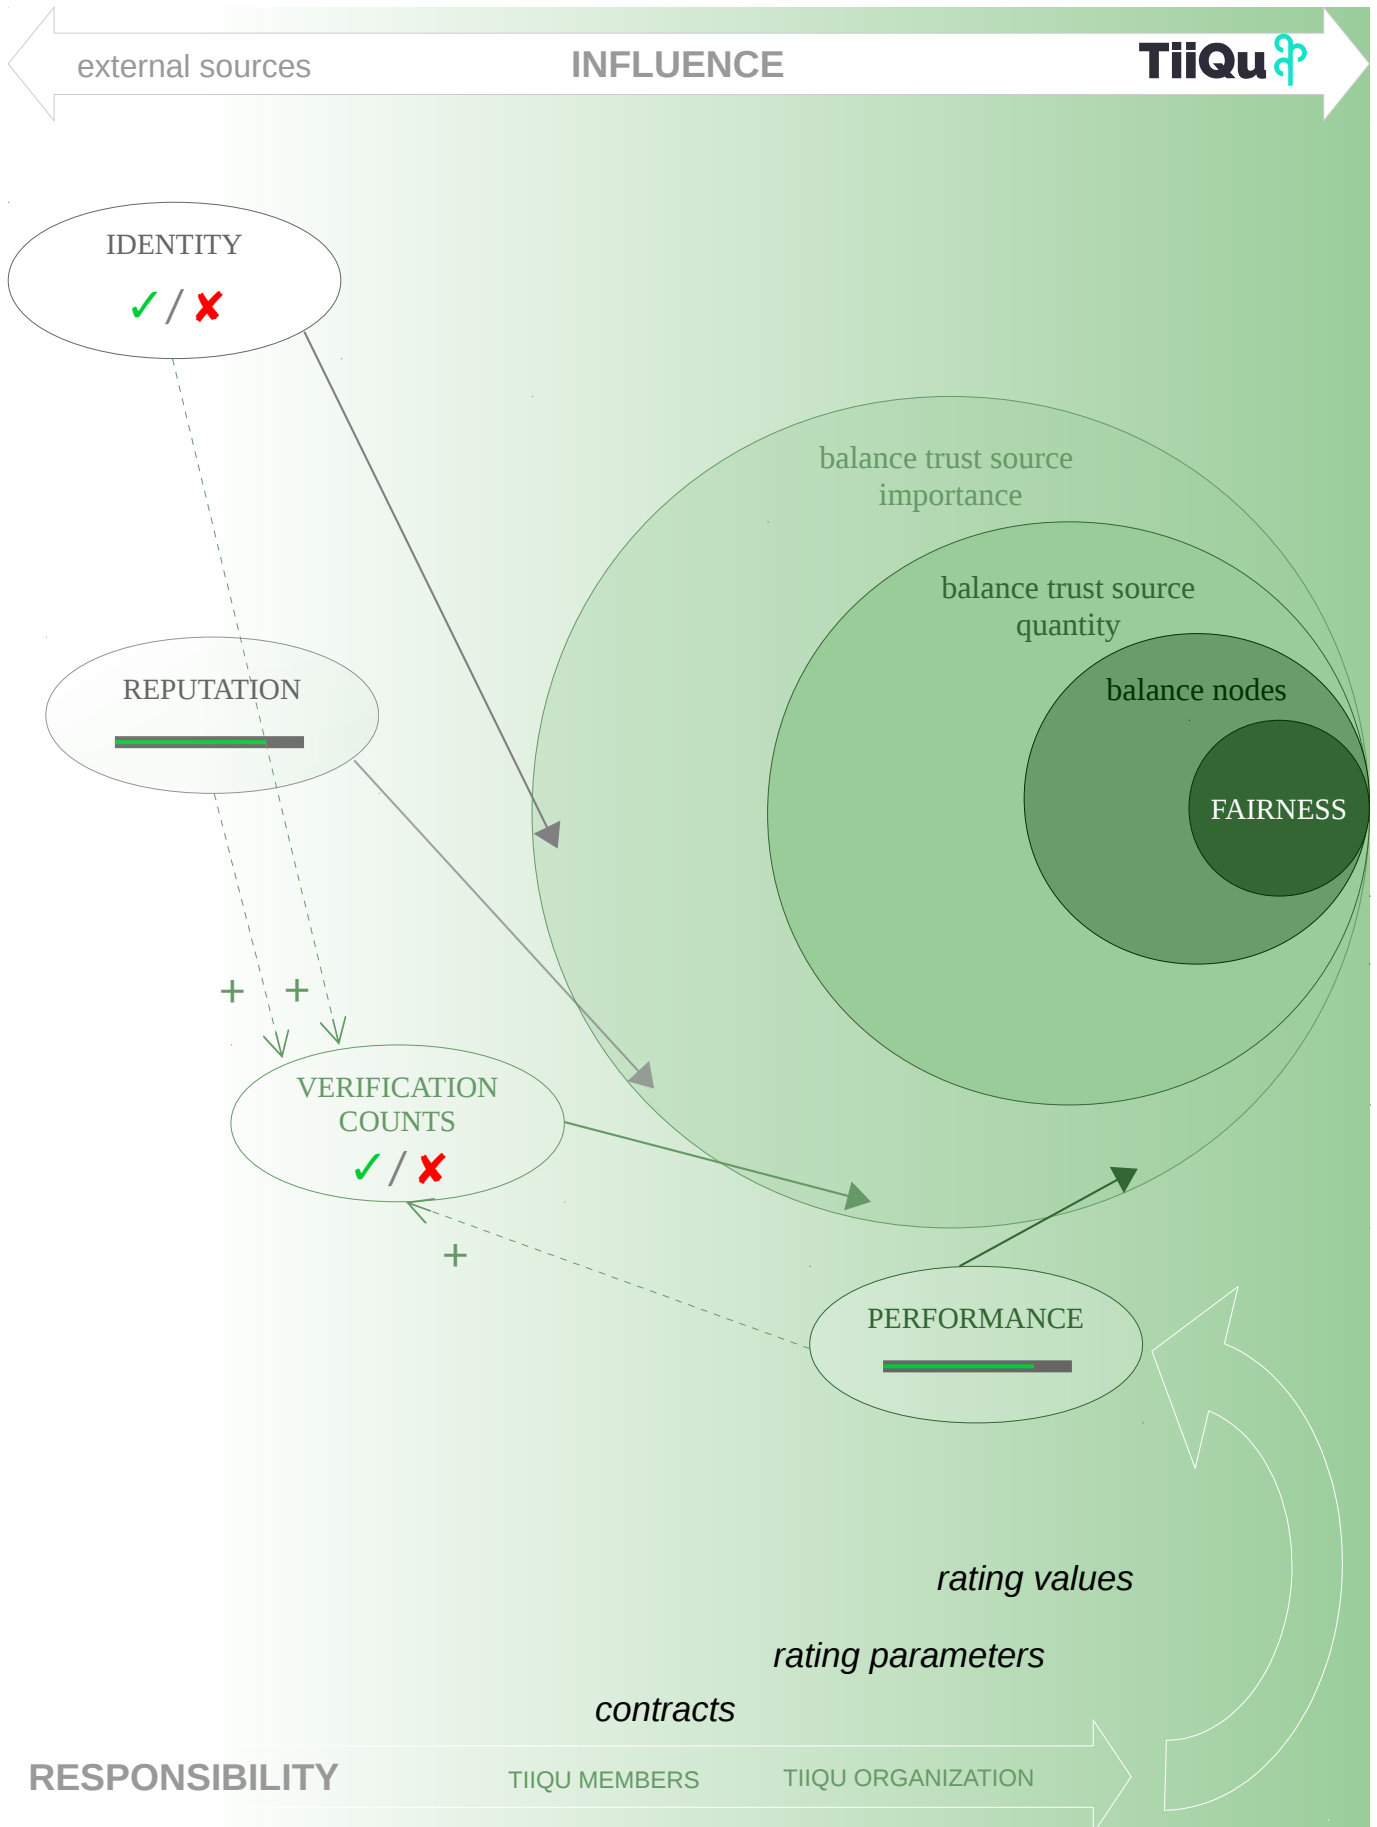 external sources
INFLUENCE
TiiQu
IDENTITY
✓/✘
balance trust source
importance
balance trust source
quantity
REPUTATION
balance nodes
FAIRNESS
+ +
VERIFICATION
COUNTS
✓/✘
+
PERFORMANCE
rating values
rating parameters
contracts
RESPONSIBILITY
TIIQU MEMBERS
TIIQU ORGANIZATION